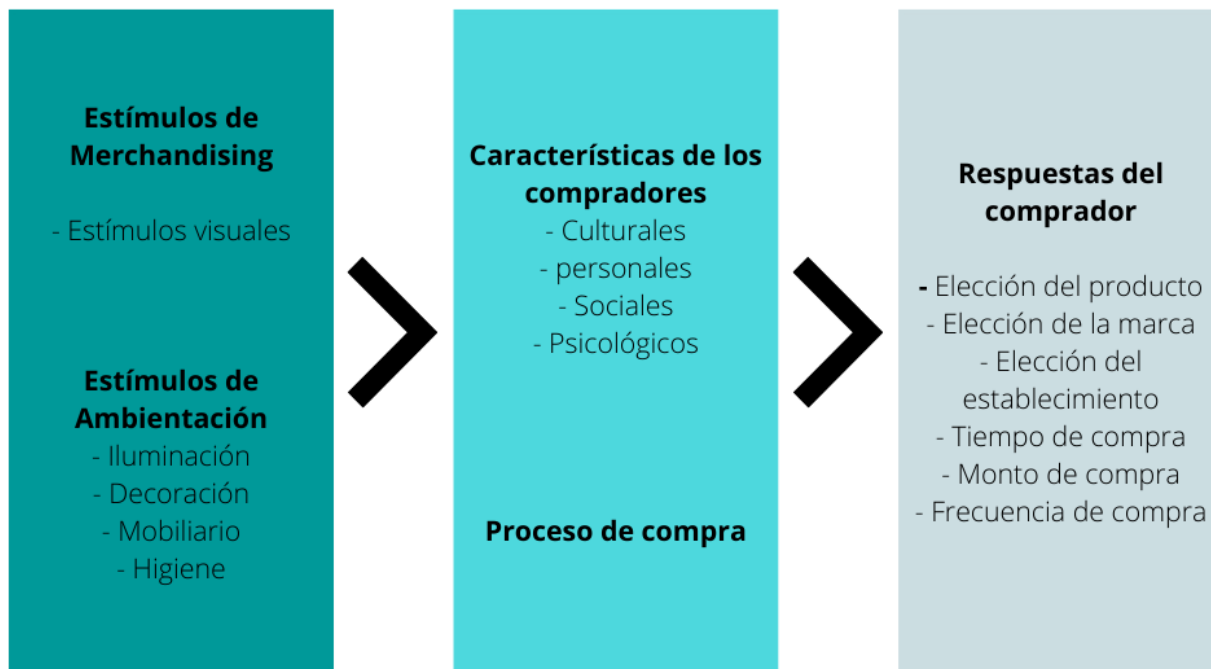 Estímulos de
Merchandising
- Estímulos visuales
Estímulos de
Ambientación
- Iluminación
- Decoración
- Mobiliario
- Higiene
Característicras de los
compradores
- Culturales
- personales
- Sociales
- Psicológicos
Proceso de compra
Respuestas del
comprador
- Elección del producto
- Elección de la marca
- Elección del
establecimiento
- Tiempo de compra
- Monto de compra
- Frecuencia de compra